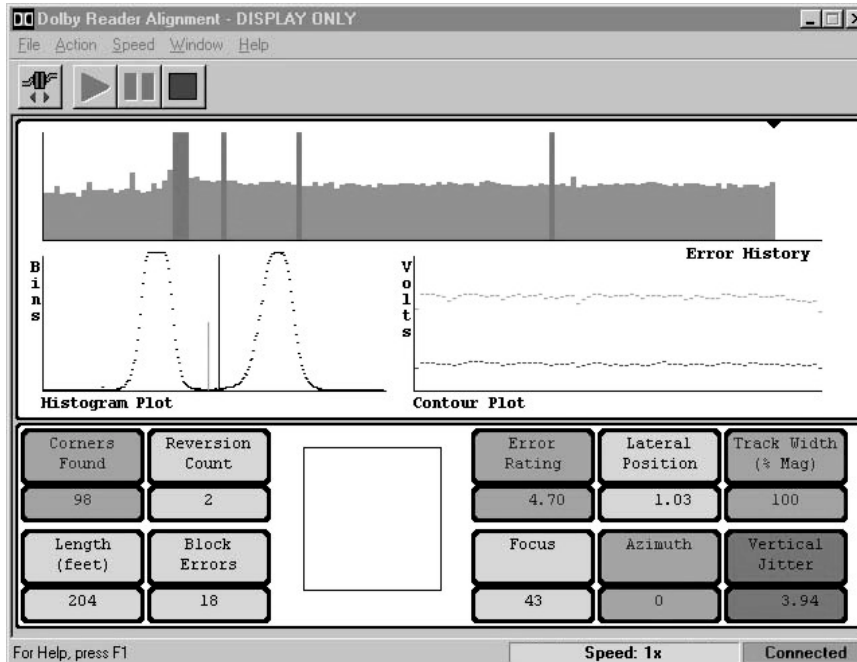 Dolby Reader Alignment - DISPLAY ONLY
File Action Speed Window Help
Error History
Bins
Volts
Histogram Plot
Contour Plot
Corners Found
98
Reversion Count
2
Error Rating
4.70
Lateral Position
1.03
Track Width (% Mag)
100
Length (feet)
204
Block Errors
18
Focus
43
Azimuth
0
Vertical Jitter
3.94
For Help, press F1
Speed: 1x
Connected